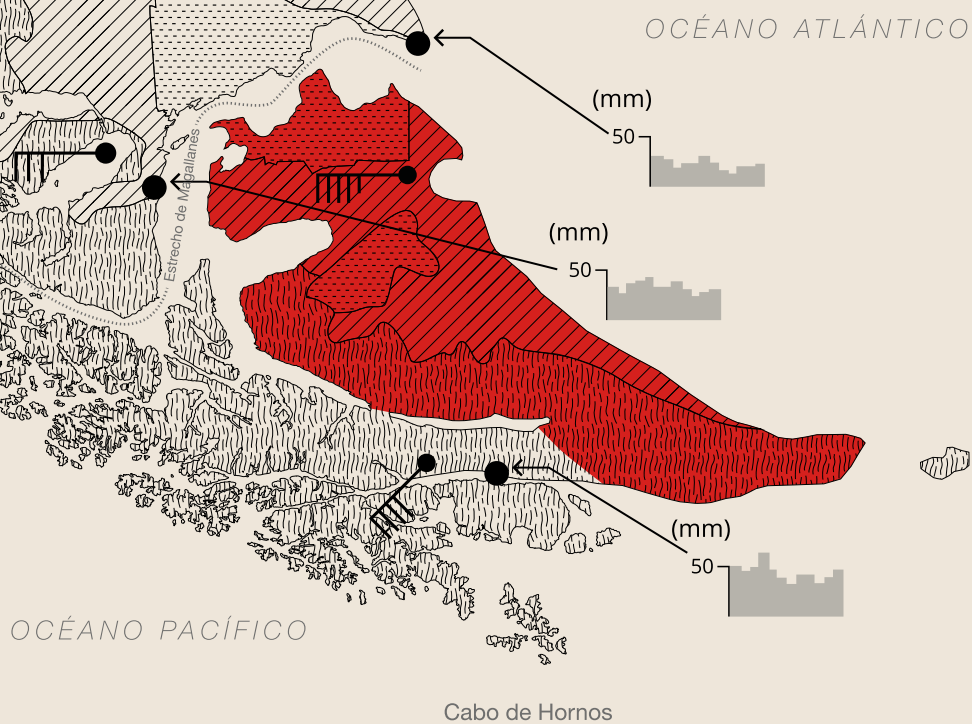 OCÉANO ATLÁNTICO
(mm)
50
Estrecho de Magallanes
(mm)
50
(mm)
50
OCÉANO PACÍFICO
Cabo de Hornos